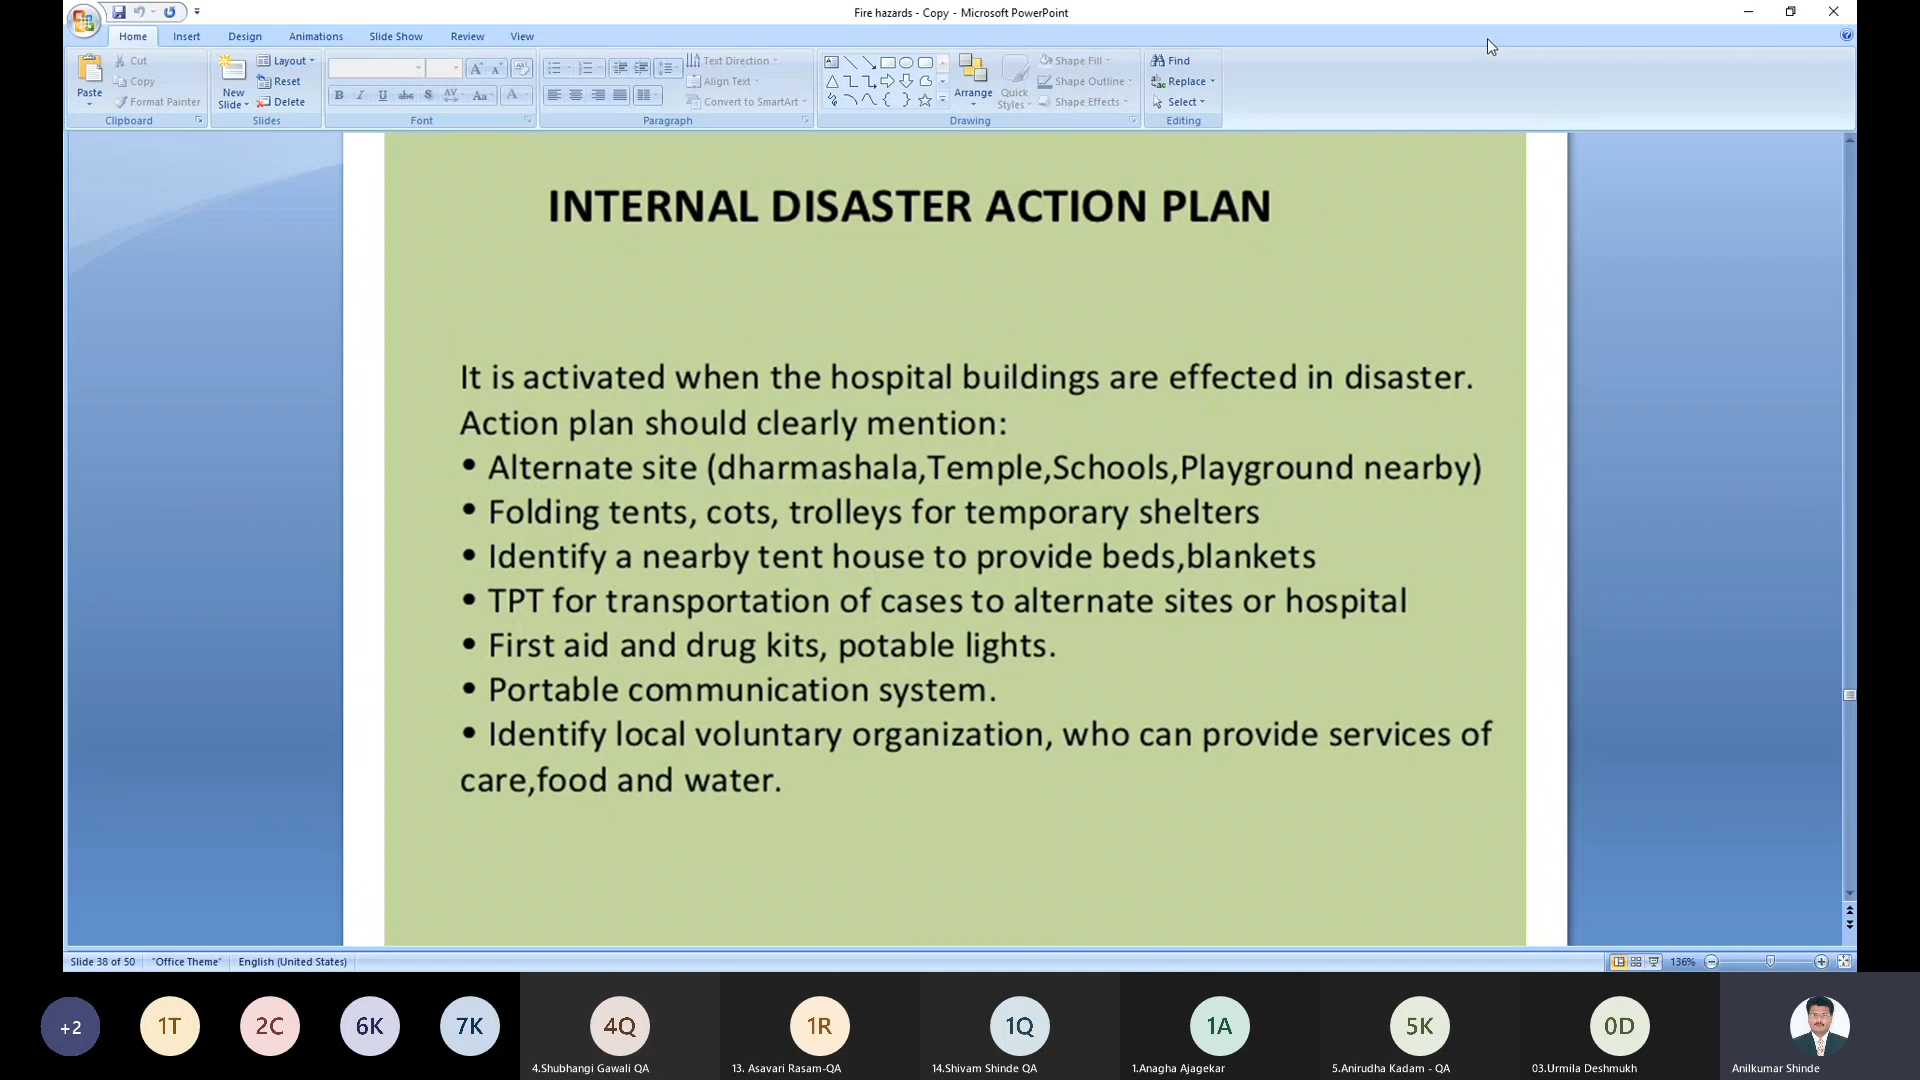 Fire hazards - Copy - Microsoft PowerPoint
Home Insert Design Animations Slide Show Review View
Paste Cut Copy Format Painter Clipboard
New Slide Layout Reset Delete Slides
B I U abc S AV Aa A Font
Text Direction Align Text Convert to SmartArt Paragraph
Arrange Quick Styles Shape Fill Shape Outline Shape Effects Drawing
Find Replace Select Editing
INTERNAL DISASTER ACTION PLAN
It is activated when the hospital buildings are effected in disaster.
Action plan should clearly mention:
• Alternate site (dharmashala,Temple,Schools,Playground nearby)
• Folding tents, cots, trolleys for temporary shelters
• Identify a nearby tent house to provide beds,blankets
• TPT for transportation of cases to alternate sites or hospital
• First aid and drug kits, potable lights.
• Portable communication system.
• Identify local voluntary organization, who can provide services of
care,food and water.
Slide 38 of 50 "Office Theme" English (United States) 136%
+2 1T 2C 6K 7K 4Q 1R 1Q 1A 5K 0D
4.Shubhangi Gawali QA 13. Asavari Rasam-QA 14.Shivam Shinde QA 1.Anagha Ajagekar 5.Anirudha Kadam - QA 03.Urmila Deshmukh Anilkumar Shinde